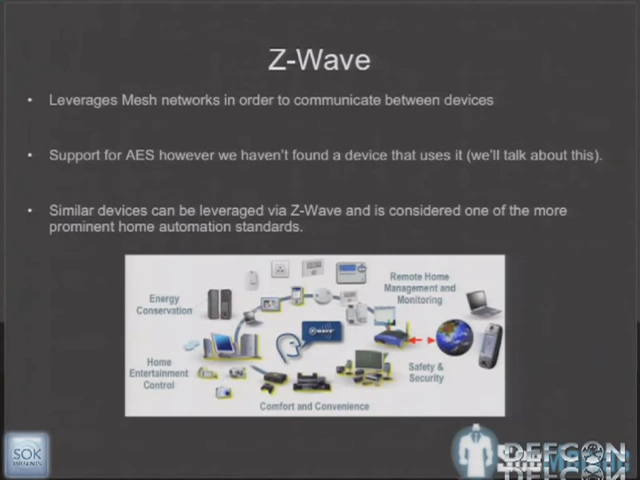 Z-Wave
• Leverages Mesh networks in order to communicate between devices
• Support for AES however we haven't found a device that uses it (we'll talk about this).
• Similar devices can be leveraged via Z-Wave and is considered one of the more
prominent home automation standards.
Remote Home
Management and
Monitoring
Energy
Conservation
Home
Entertainment
Control
Safety &
Security
Comfort and Convenience
SOK
DEFCON